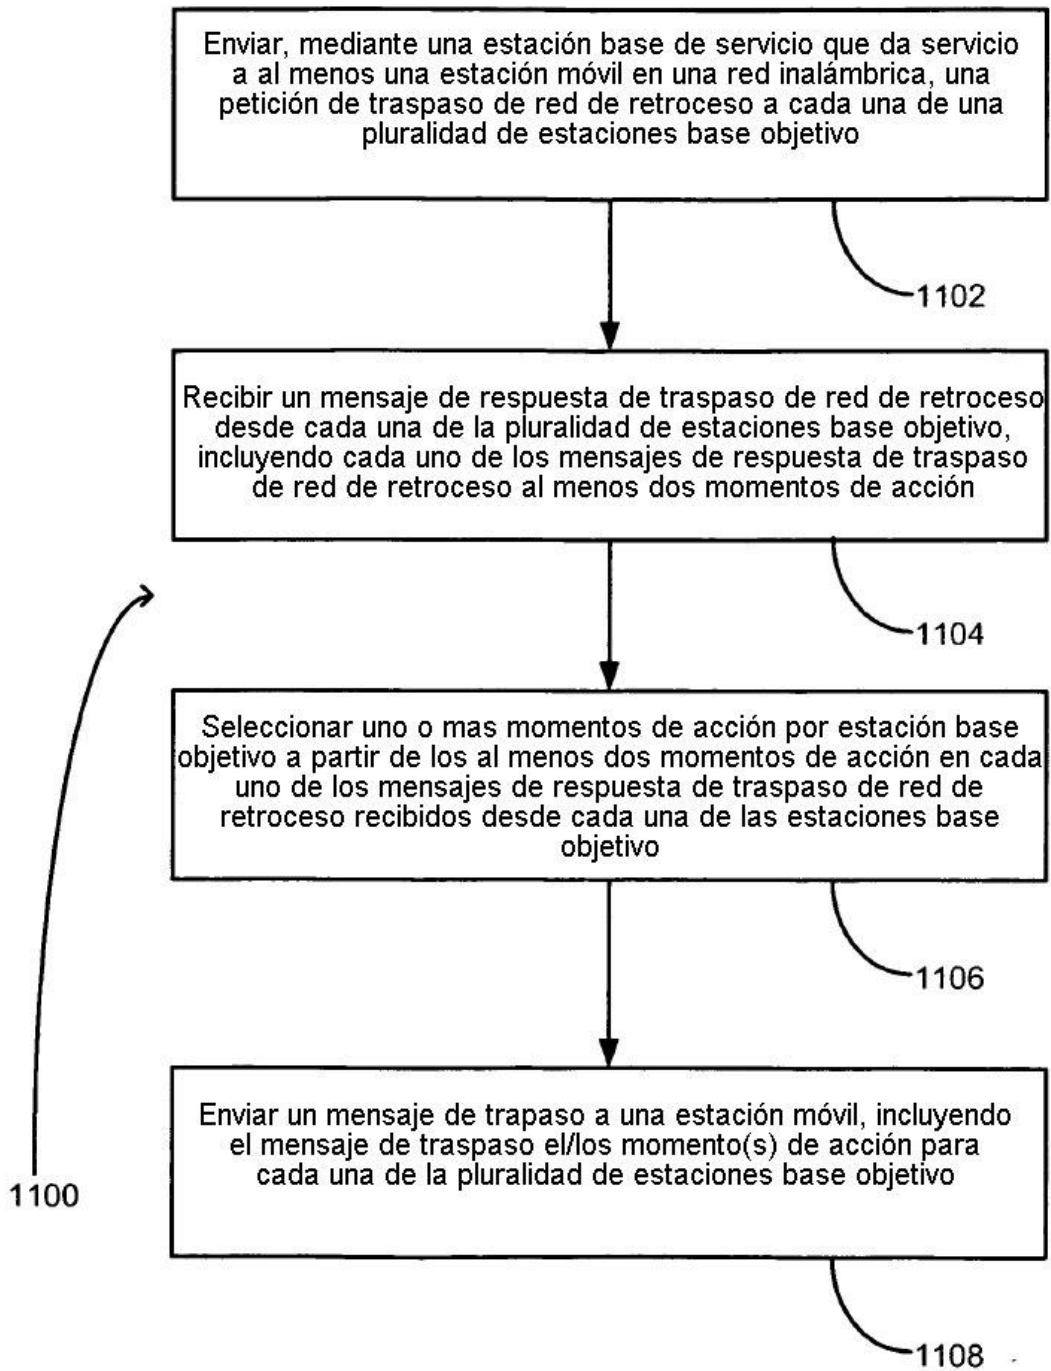 Enviar, mediante una estación base de servicio que da servicio
a al menos una estación móvil en una red inalámbrica, una
petición de traspaso de red de retroceso a cada una de una
pluralidad de estaciones base objetivo
1102
Recibir un mensaje de respuesta de traspaso de red de retroceso
desde cada una de la pluralidad de estaciones base objetivo,
incluyendo cada uno de los mensajes de respuesta de traspaso
de red de retroceso al menos dos momentos de acción
1104
Seleccionar uno o mas momentos de acción por estación base
objetivo a partir de los al menos dos momentos de acción en cada
uno de los mensajes de respuesta de traspaso de red de
retroceso recibidos desde cada una de las estaciones base
objetivo
1106
Enviar un mensaje de trapaso a una estación móvil, incluyendo
el mensaje de traspaso el/los momento(s) de acción para
cada una de la pluralidad de estaciones base objetivo
1100
1108